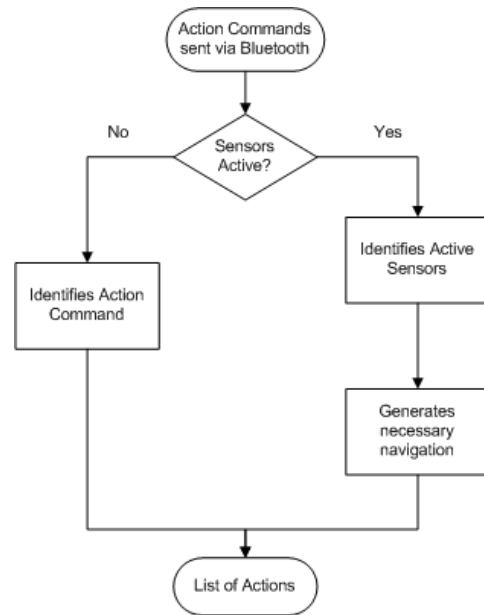 Action Commands
sent via Bluetooth
No
Yes
Sensors
Active?
Identifies Active
Sensors
Identifies Action
Command
Generates
necessary
navigation
List of Actions